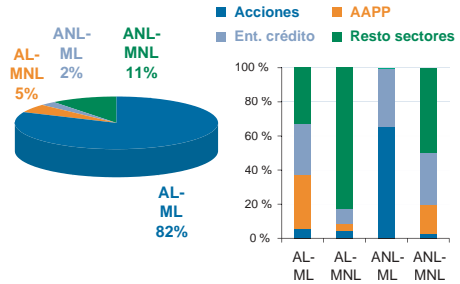 ANL-
ML
2%
AL-
MNL
5%
ANL-
MNL
11%
AL-
ML
82%
Acciones
AAPP
Ent. crédito
Resto sectores
100 %
80 %
60 %
40 %
20 %
0 %
AL-
ML
AL-
MNL
ANL-
ML
ANL-
MNL